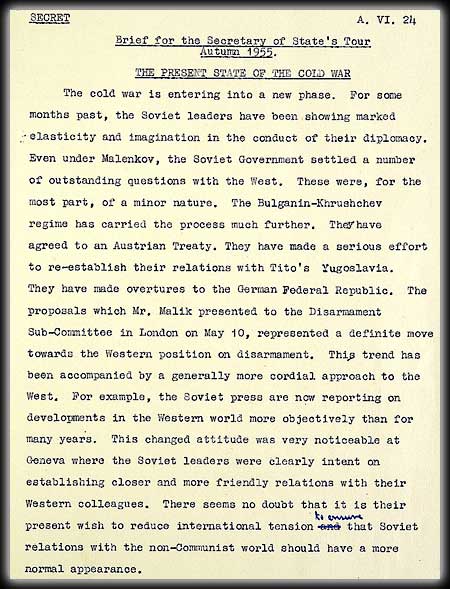 SECRET A. VI. 24
Brief for the Secretary of State's Tour
Autumn 1955.
THE PRESENT STATE OF THE COLD WAR
The cold war is entering into a new phase. For some
months past, the Soviet leaders have been showing marked
elasticity and imagination in the conduct of their diplomacy.
Even under Malenkov, the Soviet Government settled a number
of outstanding questions with the West. These were, for the
most part, of a minor nature. The Bulganin-Khrushchev
regime has carried the process much further. They have
agreed to an Austrian Treaty. They have made a serious effort
to re-establish their relations with Tito's Yugoslavia.
They have made overtures to the German Federal Republic. The
proposals which Mr. Malik presented to the Disarmament
Sub-Committee in London on May 10, represented a definite move
towards the Western position on disarmament. This trend has
been accompanied by a generally more cordial approach to the
West. For example, the Soviet press are now reporting on
developments in the Western world more objectively than for
many years. This changed attitude was very noticeable at
Geneva where the Soviet leaders were clearly intent on
establishing closer and more friendly relations with their
Western colleagues. There seems no doubt that it is their
to ensure
present wish to reduce international tension and that Soviet
relations with the non-Communist world should have a more
normal appearance.